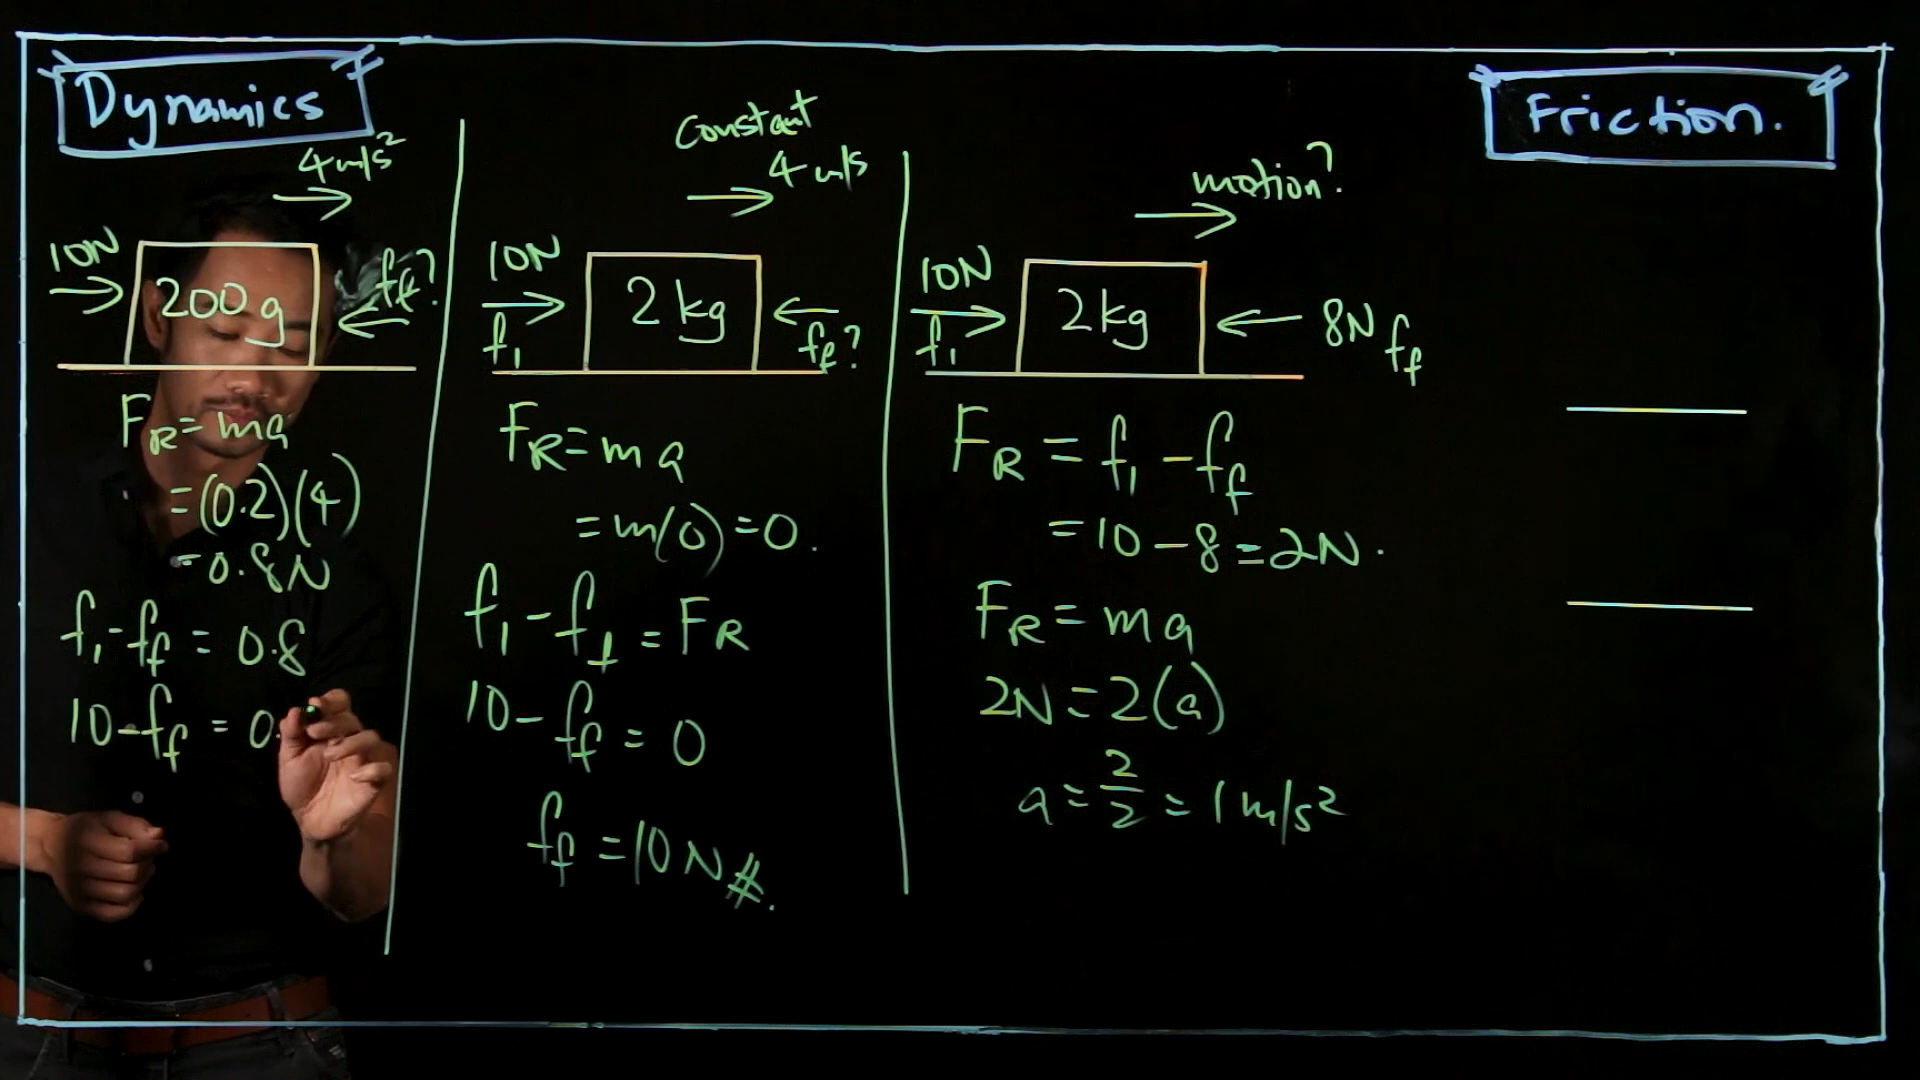 Dynamics
4 m/s²
10N
200g
ff?
FR = ma
= (0.2)(4)
= 0.8N
f₁ - ff = 0.8
10 - ff = 0.
Constant
4 m/s
10N
f₁
2 kg
ff?
FR = ma
= m(0) = 0.
f₁ - ff = FR
10 - ff = 0
ff = 10 N #.
motion?
10N
f₁
2 kg
8N ff
FR = f₁ - ff
= 10 - 8 = 2N.
FR = ma
2N = 2(a)
a = 2/2 = 1 m/s²
Friction.